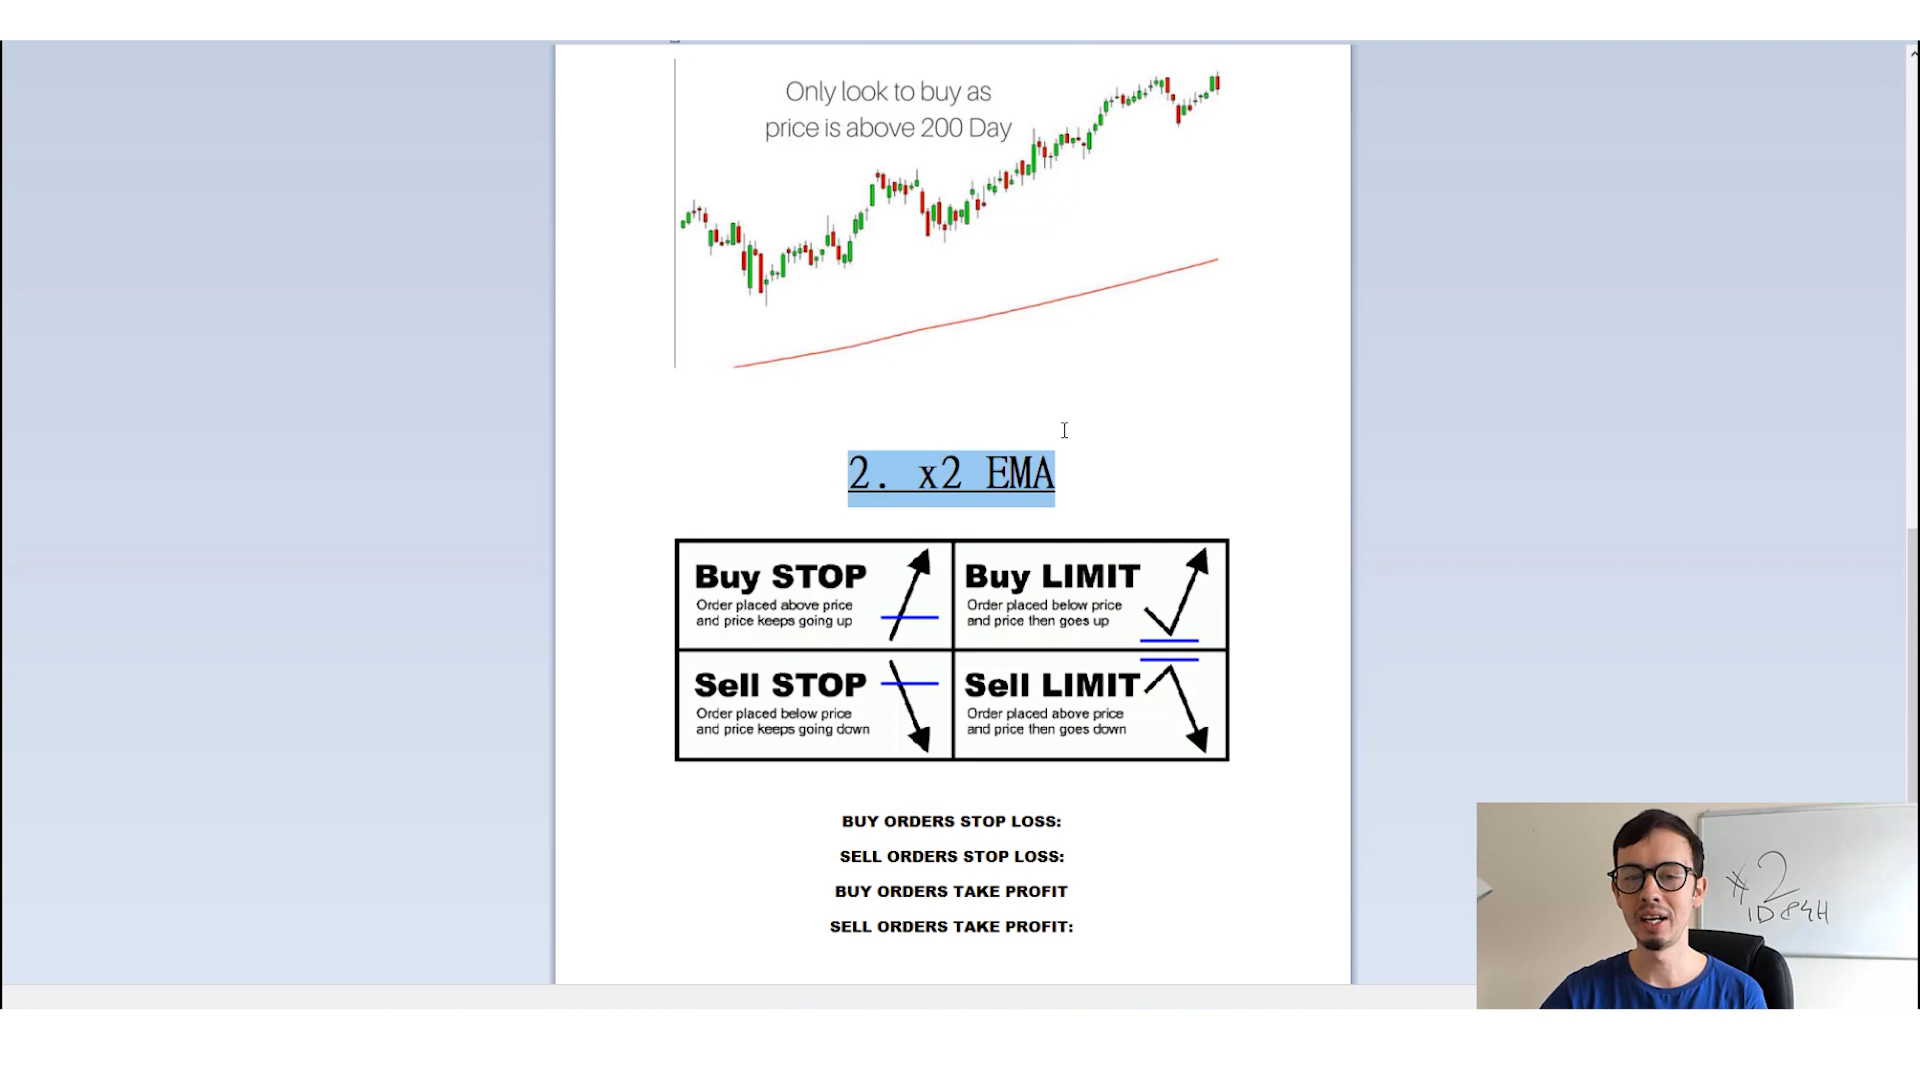 Only look to buy as
price is above 200 Day
2. x2 EMA
Buy STOP
Order placed above price
and price keeps going up
Buy LIMIT
Order placed below price
and price then goes up
Sell STOP
Order placed below price
and price keeps going down
Sell LIMIT
Order placed above price
and price then goes down
BUY ORDERS STOP LOSS:
SELL ORDERS STOP LOSS:
BUY ORDERS TAKE PROFIT
SELL ORDERS TAKE PROFIT:
#2
1D & 4H